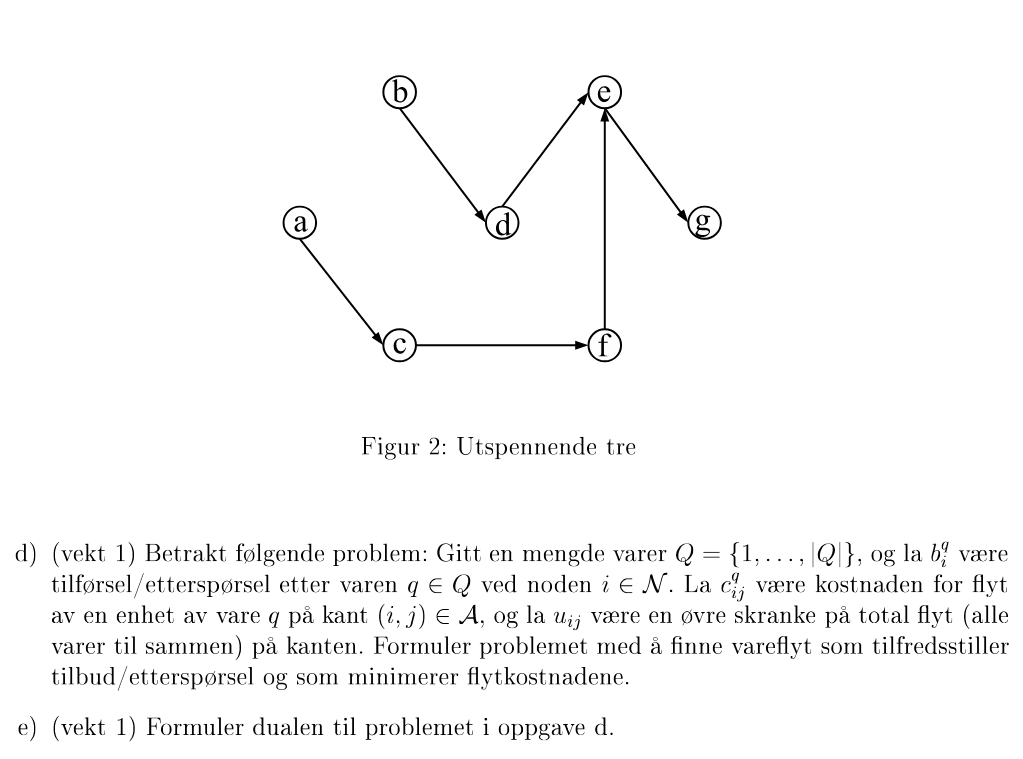 b
e
a
d
g
c
f
Figur 2: Utspennende tre
d) (vekt 1) Betrakt følgende problem: Gitt en mengde varer $Q = \{1, \ldots, |Q|\}$, og la $b_i^q$ være
tilførsel/etterspørsel etter varen $q \in Q$ ved noden $i \in \mathcal{N}$. La $c_{ij}^q$ være kostnaden for flyt
av en enhet av vare $q$ på kant $(i, j) \in \mathcal{A}$, og la $u_{ij}$ være en øvre skranke på total flyt (alle
varer til sammen) på kanten. Formuler problemet med å finne vareflyt som tilfredsstiller
tilbud/etterspørsel og som minimerer flytkostnadene.
e) (vekt 1) Formuler dualen til problemet i oppgave d.